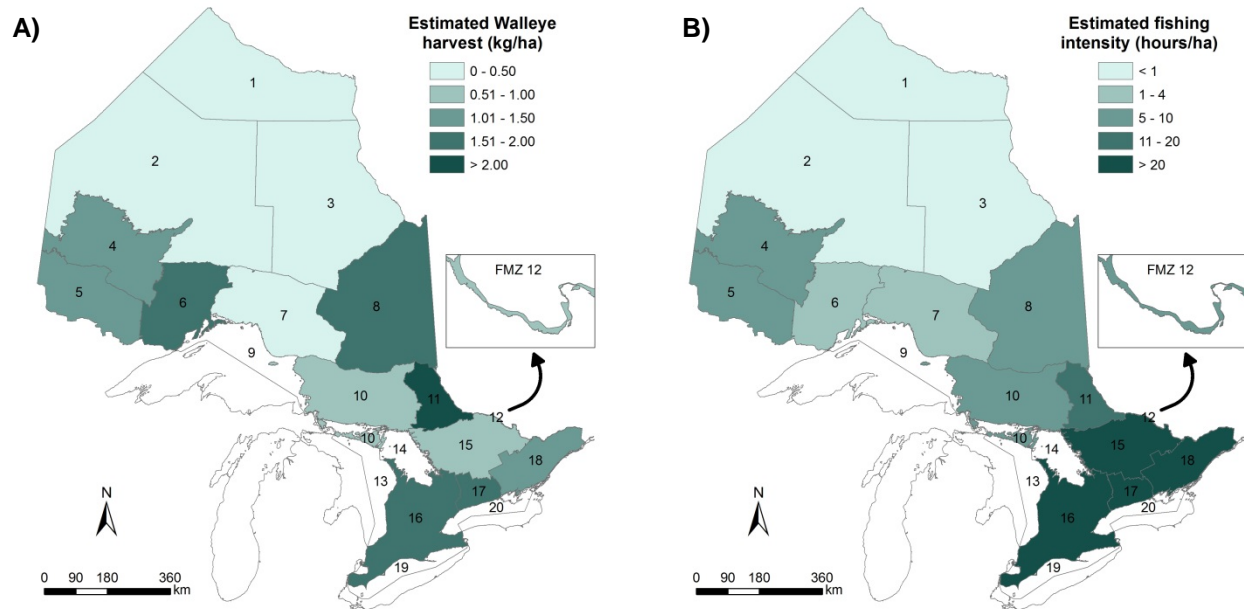 A)
Estimated Walleye
harvest (kg/ha)
0 - 0.50
0.51 - 1.00
1.01 - 1.50
1.51 - 2.00
> 2.00
1
2
3
4
5
6
7
8
9
10
11
12
10
14
15
18
13
17
20
16
19
FMZ 12
N
0 90 180 360
km
B)
Estimated fishing
intensity (hours/ha)
< 1
1 - 4
5 - 10
11 - 20
> 20
1
2
3
4
5
6
7
8
9
10
11
12
10
14
15
18
13
17
20
16
19
FMZ 12
N
0 90 180 360
km